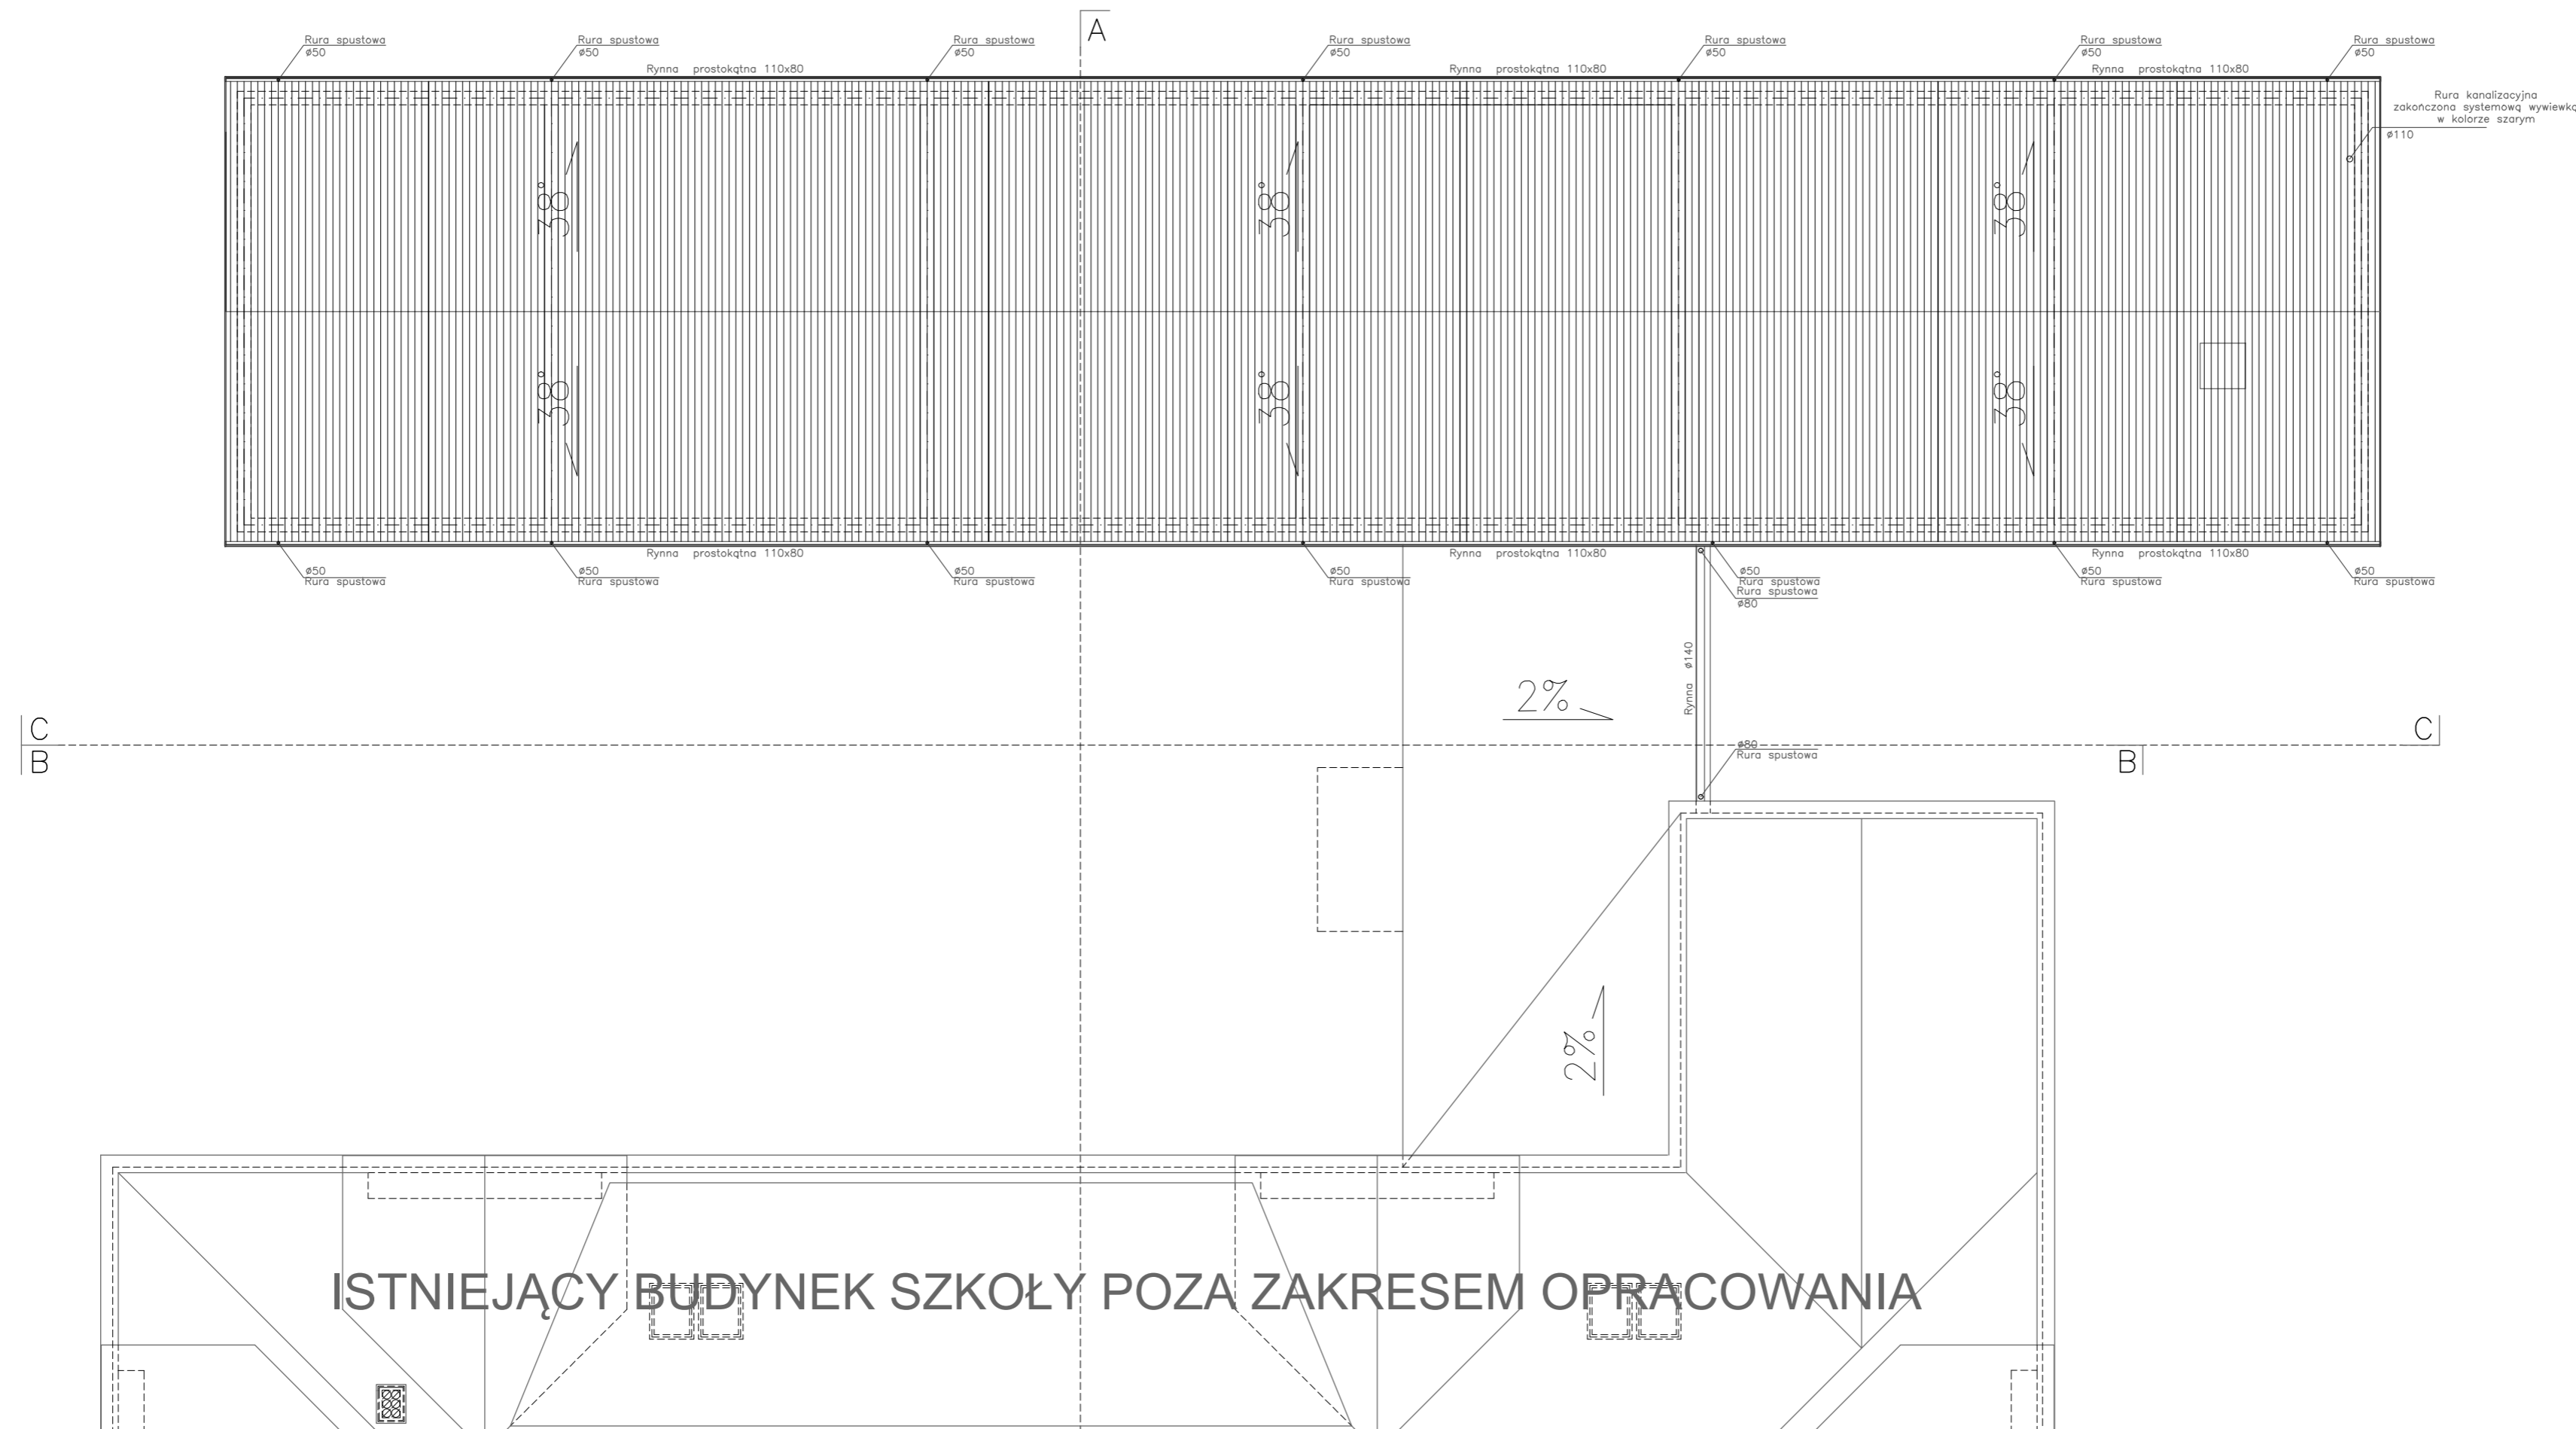 A
Rura spustowa
ø50
Rura spustowa
ø50
Rura spustowa
ø50
Rura spustowa
ø50
Rura spustowa
ø50
Rura spustowa
ø50
Rura spustowa
ø50
Rynna prostokątna 110x80
Rynna prostokątna 110x80
Rynna prostokątna 110x80
Rura kanalizacyjna
zakończona systemową wywiewką
w kolorze szarym
ø110
38°
38°
38°
38°
38°
38°
Rynna prostokątna 110x80
Rynna prostokątna 110x80
Rynna prostokątna 110x80
ø50
Rura spustowa
ø50
Rura spustowa
ø50
Rura spustowa
ø50
Rura spustowa
ø50
Rura spustowa
Rura spustowa
ø80
ø50
Rura spustowa
ø50
Rura spustowa
Rynna ø140
2%
C
C
B
B
ø80
Rura spustowa
2%
ISTNIEJĄCY BUDYNEK SZKOŁY POZA ZAKRESEM OPRACOWANIA